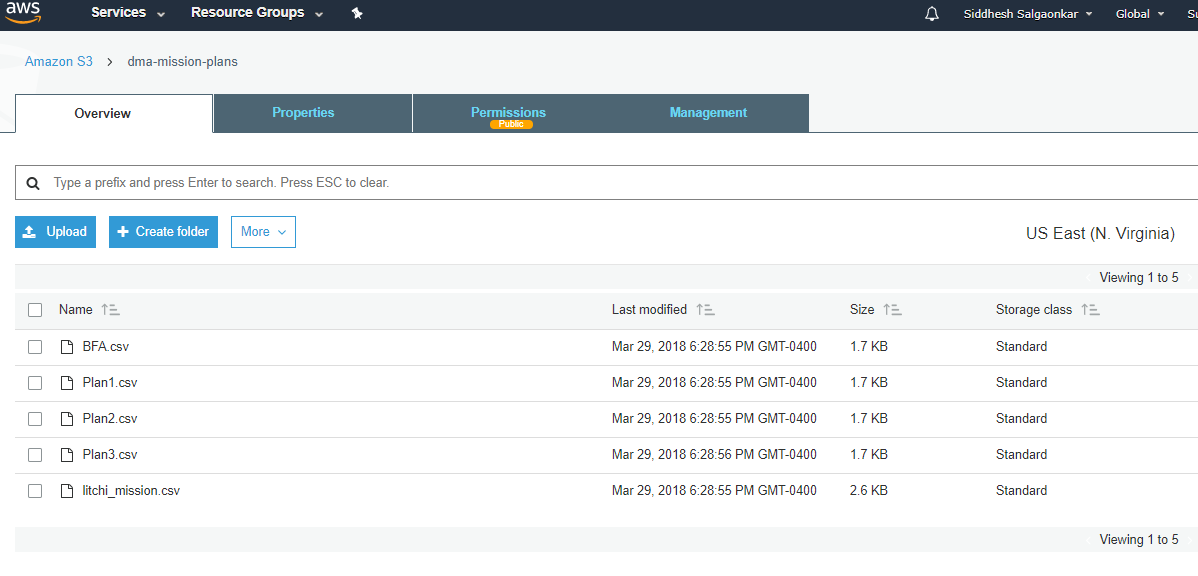 aws Services Resource Groups Siddhesh Salgaonkar Global
Amazon S3 > dma-mission-plans
Overview Properties Permissions Management
Public
Type a prefix and press Enter to search. Press ESC to clear.
Upload Create folder More US East (N. Virginia)
Viewing 1 to 5
Name Last modified Size Storage class
BFA.csv Mar 29, 2018 6:28:55 PM GMT-0400 1.7 KB Standard
Plan1.csv Mar 29, 2018 6:28:55 PM GMT-0400 1.7 KB Standard
Plan2.csv Mar 29, 2018 6:28:55 PM GMT-0400 1.7 KB Standard
Plan3.csv Mar 29, 2018 6:28:56 PM GMT-0400 1.7 KB Standard
litchi_mission.csv Mar 29, 2018 6:28:55 PM GMT-0400 2.6 KB Standard
Viewing 1 to 5